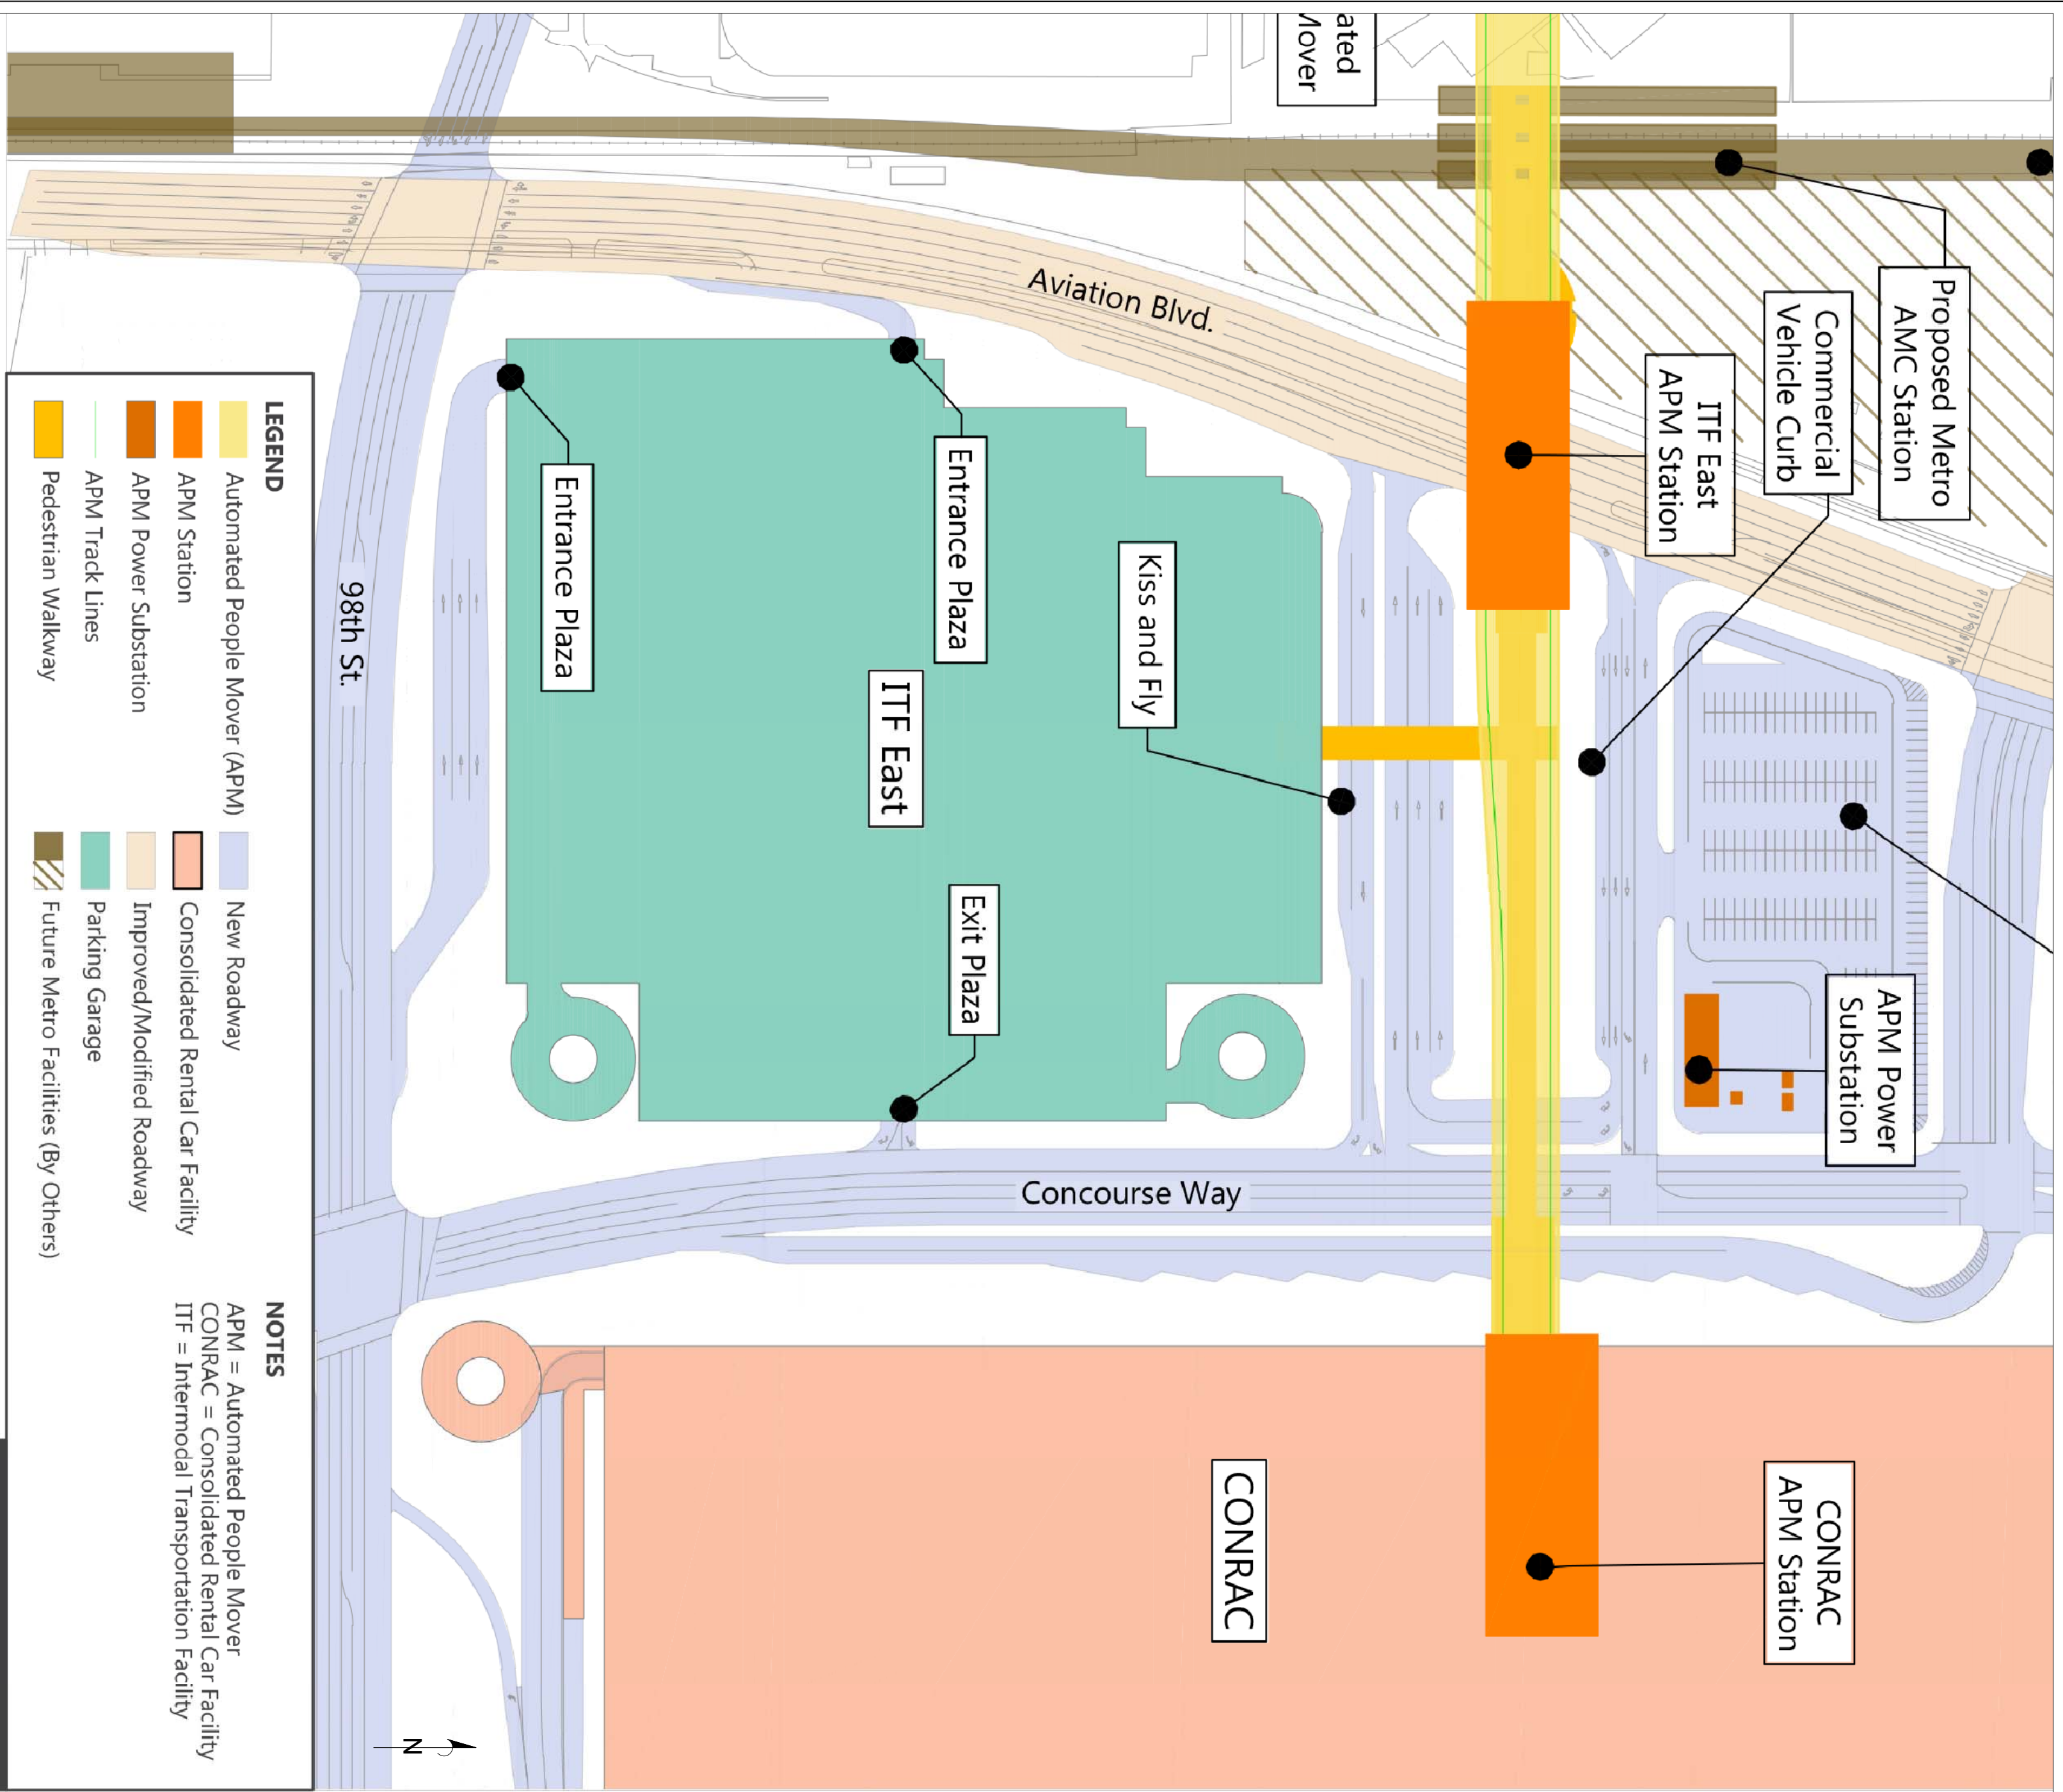 ated
Mover
Proposed Metro
AMC Station
Commercial
Vehicle Curb
ITF East
APM Station
Aviation Blvd.
Entrance Plaza
Entrance Plaza
Kiss and Fly
ITF East
Exit Plaza
APM Power
Substation
98th St.
Concourse Way
CONRAC
CONRAC
APM Station
LEGEND
Automated People Mover (APM)
APM Station
APM Power Substation
APM Track Lines
Pedestrian Walkway
New Roadway
Consolidated Rental Car Facility
Improved/Modified Roadway
Parking Garage
Future Metro Facilities (By Others)
NOTES
APM = Automated People Mover
CONRAC = Consolidated Rental Car Facility
ITF = Intermodal Transportation Facility
N